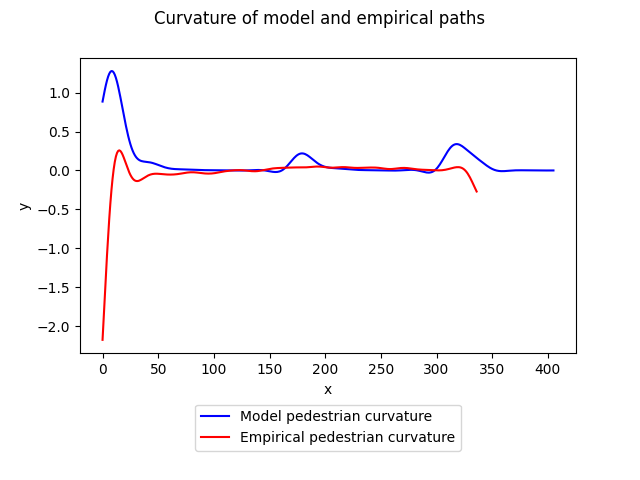 Curvature of model and empirical paths
1.0
0.5
0.0
−0.5
−1.0
−1.5
−2.0
y
0 50 100 150 200 250 300 350 400
x
Model pedestrian curvature
Empirical pedestrian curvature